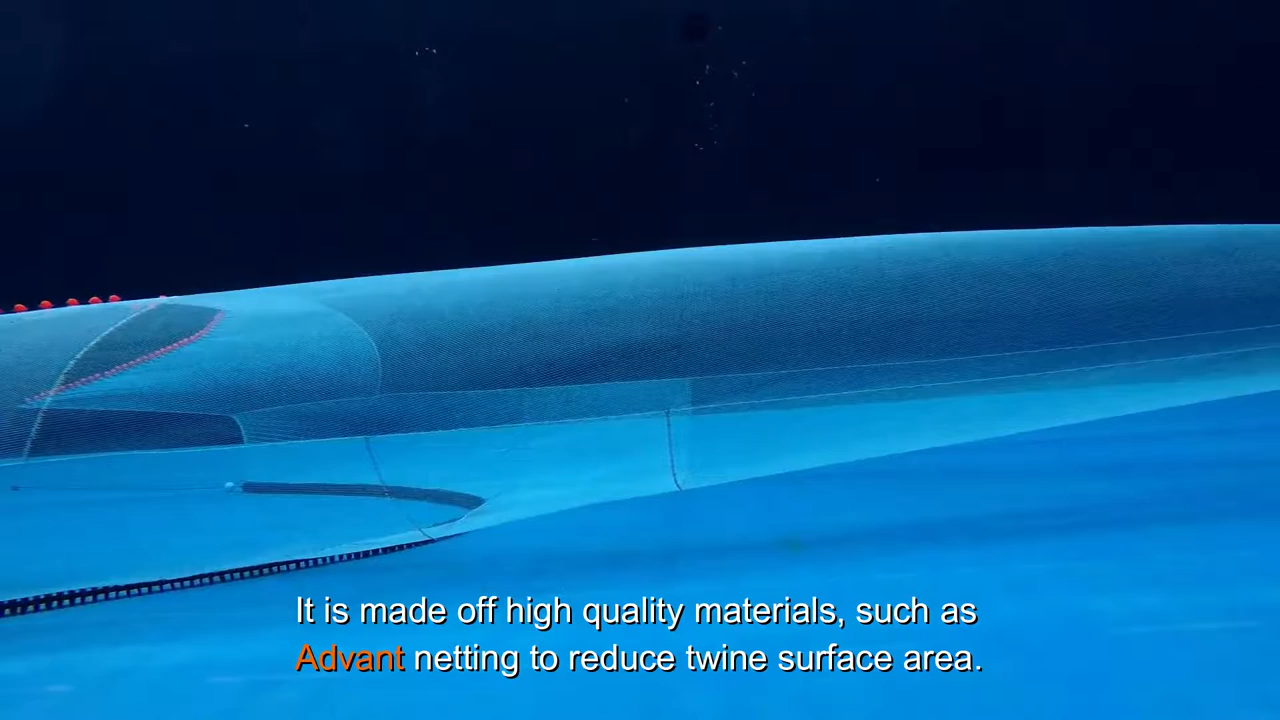 It is made off high quality materials, such as
Advant netting to reduce twine surface area.